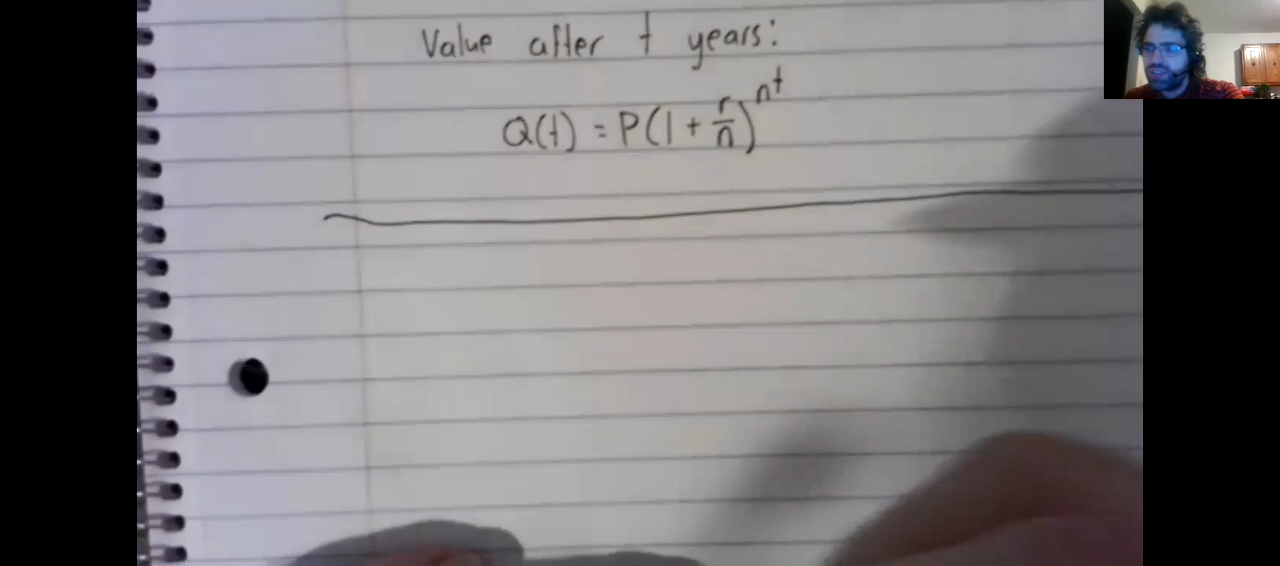 Value after t years:
Q(t) = P(1 + r/n)^nt